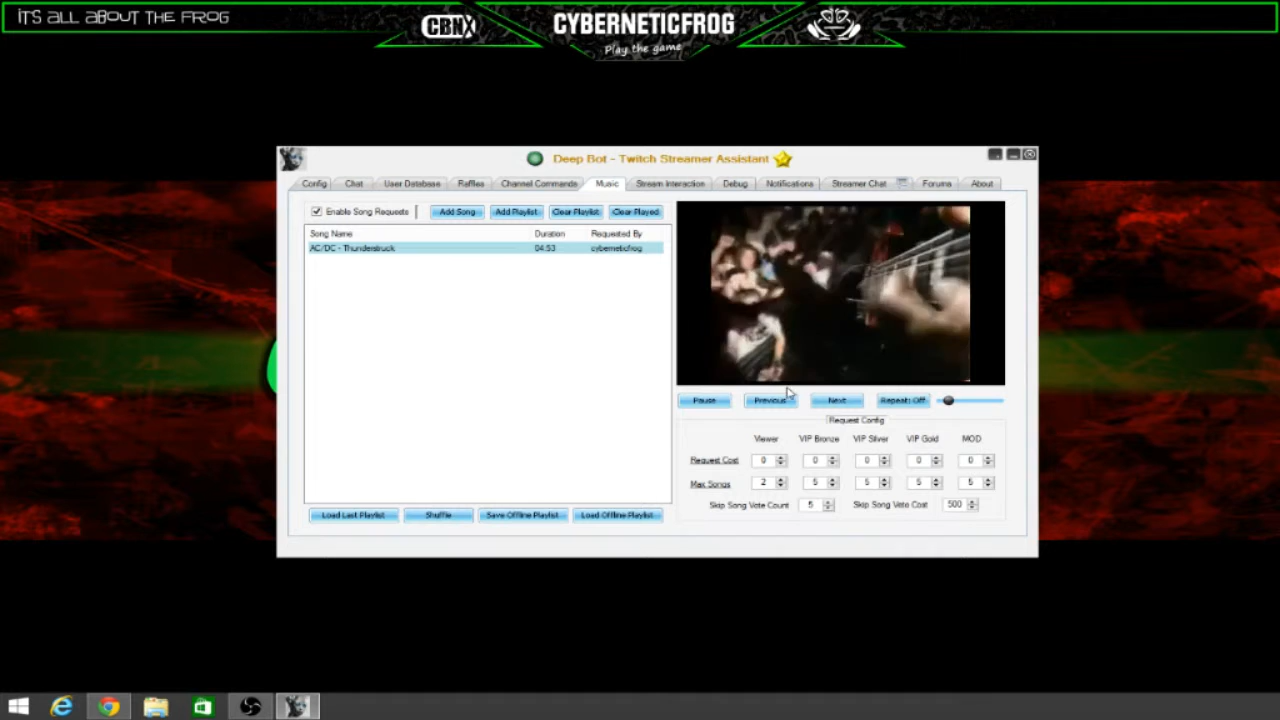 IT'S ALL ABOUT THE FROG
CBNX
CYBERNETICFROG
Play the game
Deep Bot - Twitch Streamer Assistant
Config Chat User Database Raffles Channel Commands Music Stream Interaction Debug Notifications Streamer Chat Forums About
Enable Song Requests Add Song Add Playlist Clear Playlist Clear Played
Song Name Duration Requested By
AC/DC - Thunderstruck 04:53 cyberneticfrog
Pause Previous Next Repeat: Off
Request Config
Viewer VIP Bronze VIP Silver VIP Gold MOD
Request Cost 0 0 0 0 0
Max Songs 2 5 5 5 5
Skip Song Vote Count 5 Skip Song Vote Cost 500
Load Last Playlist Shuffle Save Offline Playlist Load Offline Playlist